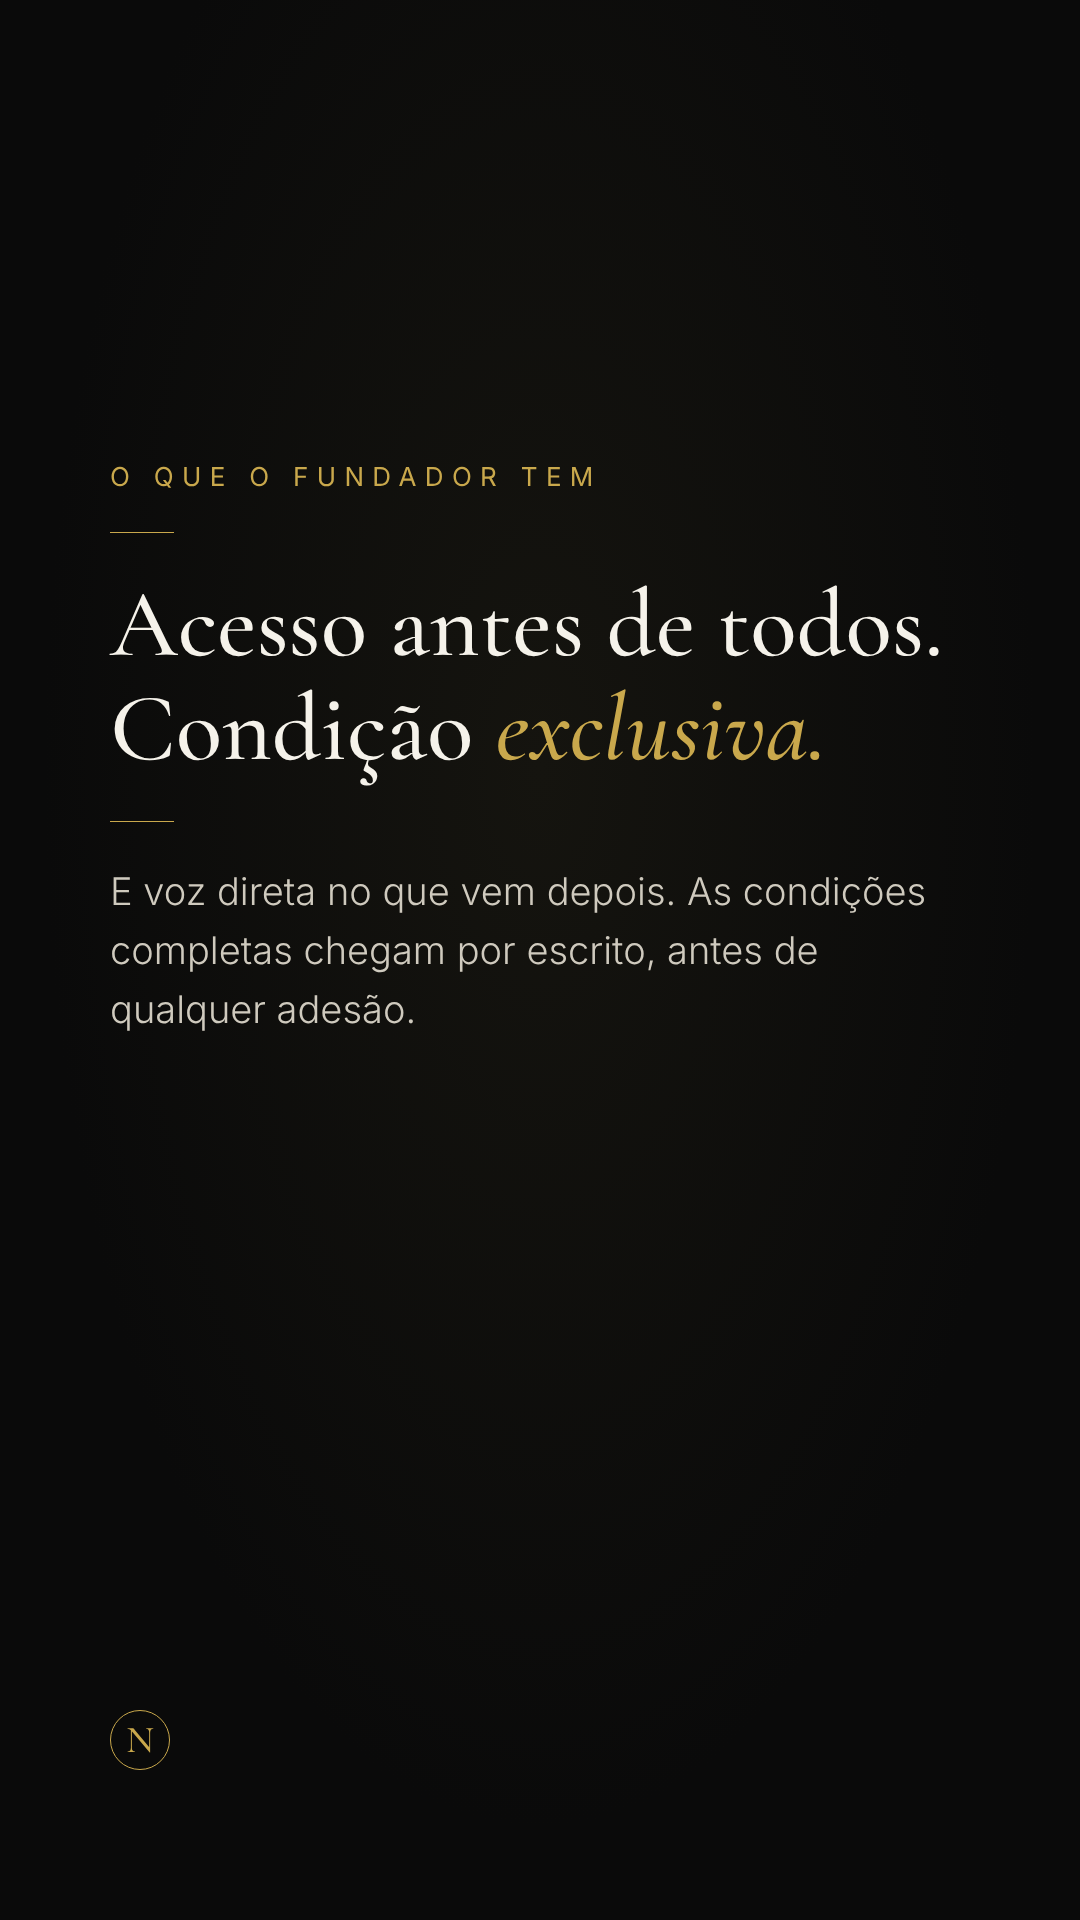 O QUE O FUNDADOR TEM
Acesso antes de todos.
Condição exclusiva.
E voz direta no que vem depois. As condições
completas chegam por escrito, antes de
qualquer adesão.
N